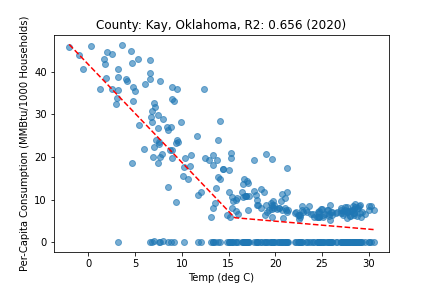 County: Kay, Oklahoma, R2: 0.656 (2020)
Per-Capita Consumption (MMBtu/1000 Households)
40
30
20
10
0
0 5 10 15 20 25 30
Temp (deg C)